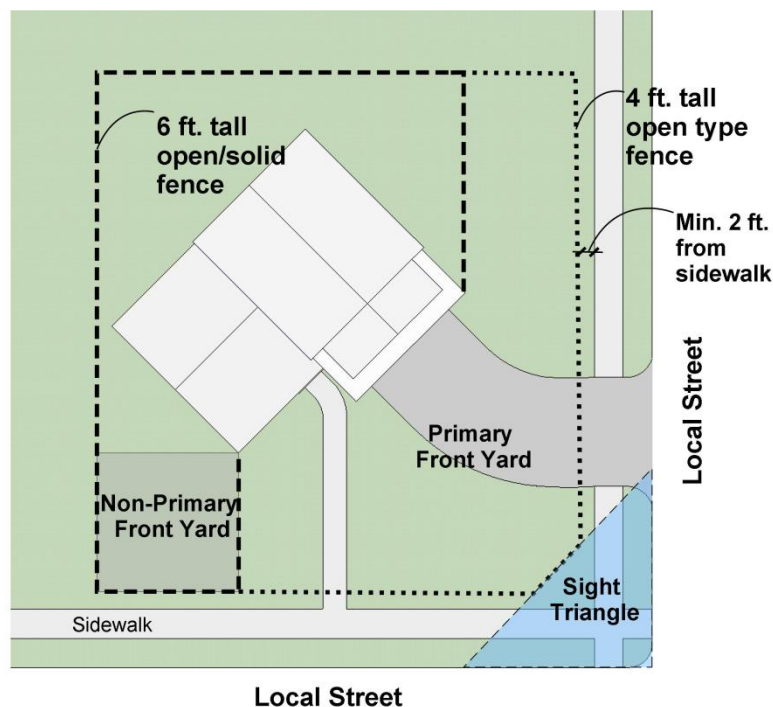 6 ft. tall
open/solid
fence
4 ft. tall
open type
fence
Min. 2 ft.
from
sidewalk
Local Street
Primary
Front Yard
Non-Primary
Front Yard
Sight
Triangle
Sidewalk
Local Street